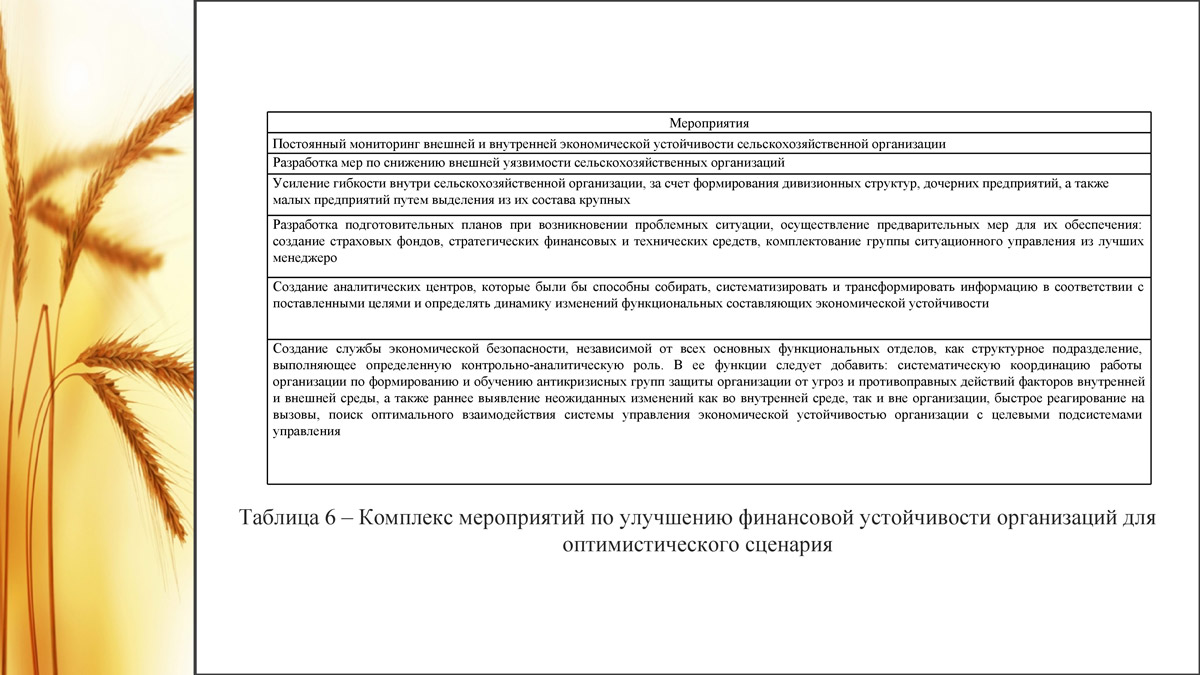 Мероприятия
Постоянный мониторинг внешней и внутренней экономической устойчивости сельскохозяйственной организации
Разработка мер по снижению внешней уязвимости сельскохозяйственных организаций
Усиление гибкости внутри сельскохозяйственной организации, за счет формирования дивизионных структур, дочерних предприятий, а также
малых предприятий путем выделения из их состава крупных
Разработка подготовительных планов при возникновении проблемных ситуации, осуществление предварительных мер для их обеспечения:
создание страховых фондов, стратегических финансовых и технических средств, комплектование группы ситуационного управления из лучших
менеджеро
Создание аналитических центров, которые были бы способны собирать, систематизировать и трансформировать информацию в соответствии с
поставленными целями и определять динамику изменений функциональных составляющих экономической устойчивости
Создание службы экономической безопасности, независимой от всех основных функциональных отделов, как структурное подразделение,
выполняющее определенную контрольно-аналитическую роль. В ее функции следует добавить: систематическую координацию работы
организации по формированию и обучению антикризисных групп защиты организации от угроз и противоправных действий факторов внутренней
и внешней среды, а также раннее выявление неожиданных изменений как во внутренней среде, так и вне организации, быстрое реагирование на
вызовы, поиск оптимального взаимодействия системы управления экономической устойчивостью организации с целевыми подсистемами
управления
Таблица 6 – Комплекс мероприятий по улучшению финансовой устойчивости организаций для
оптимистического сценария